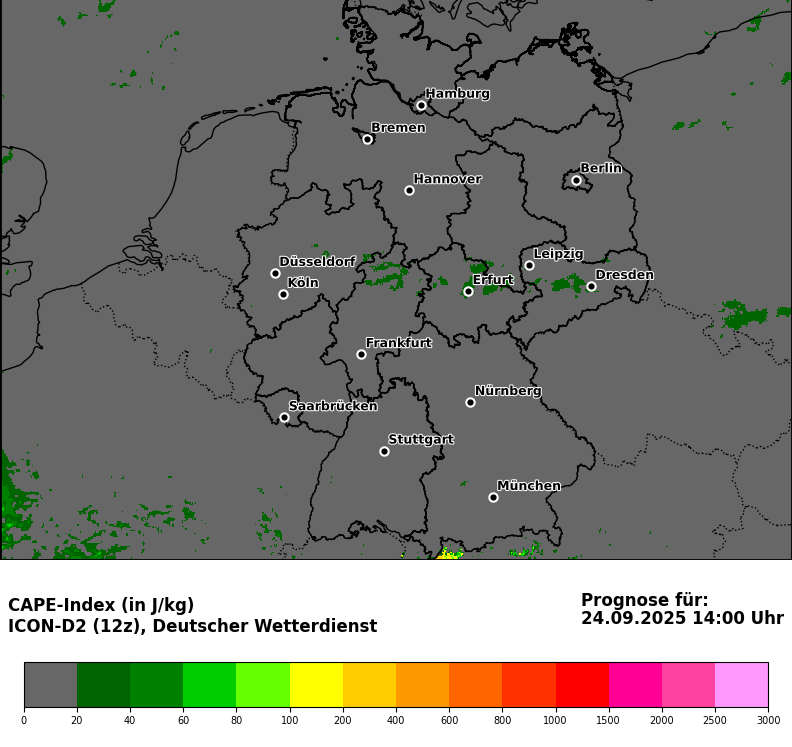 Hamburg
Bremen
Berlin
Hannover
Leipzig
Düsseldorf
Dresden
Köln
Erfurt
Frankfurt
Nürnberg
Saarbrücken
Stuttgart
München
CAPE-Index (in J/kg)
ICON-D2 (12z), Deutscher Wetterdienst
Prognose für:
24.09.2025 14:00 Uhr
0 20 40 60 80 100 200 400 600 800 1000 1500 2000 2500 3000